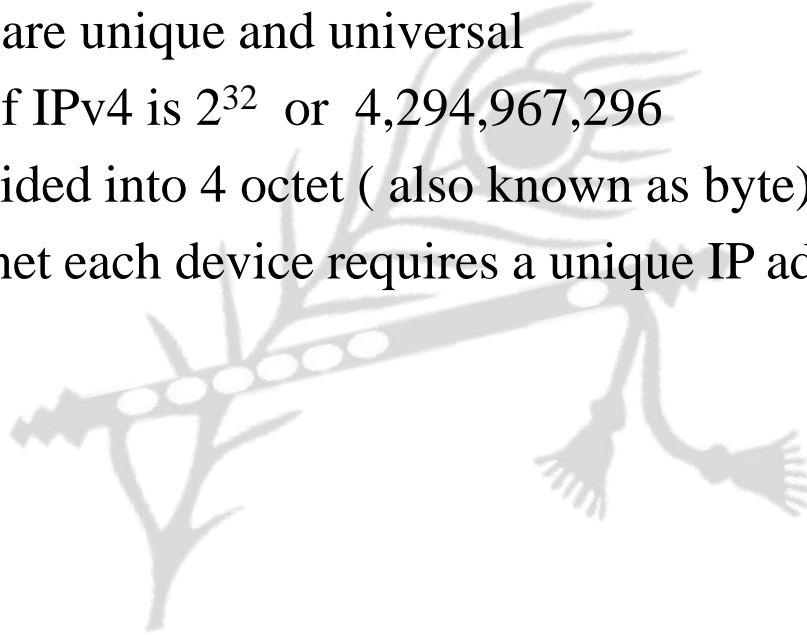 are unique and universal
f IPv4 is 2³² or 4,294,967,296
ided into 4 octet ( also known as byte)
net each device requires a unique IP ad